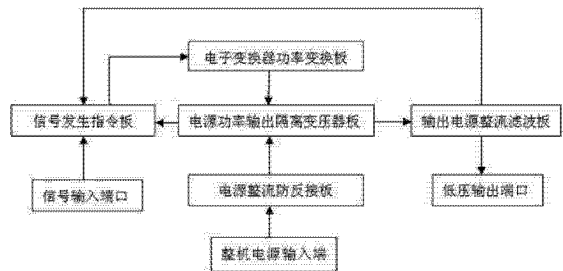 电子变换器功率变换板
信号发生指令板
电源功率输出隔离变压器板
输出电源整流滤波板
信号输入端口
电源整流防反接板
低压输出端口
整机电源输入端